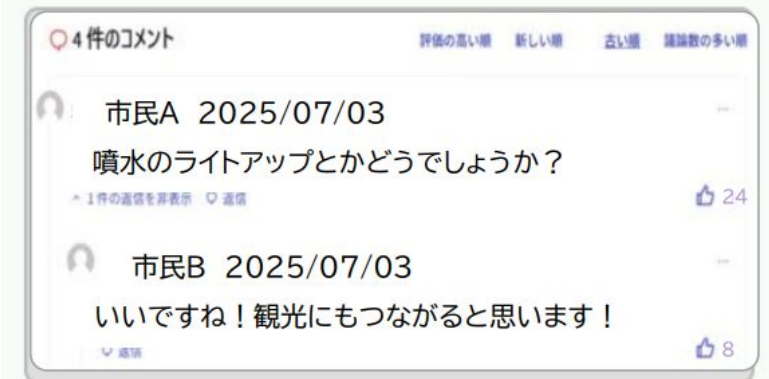 4件のコメント
評価の高い順 新しい順 古い順 議論数の多い順
市民A 2025/07/03
噴水のライトアップとかどうでしょうか？
1件の返信を非表示 返信 24
市民B 2025/07/03
いいですね！観光にもつながると思います！
返信 8